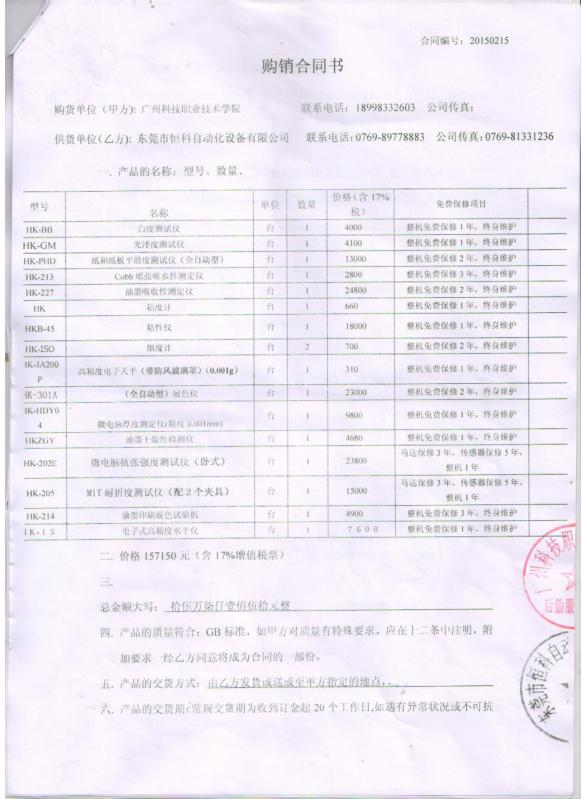 合同编号：20150215
购销合同书
购货单位（甲方): 广州科技职业技术学院 联系电话：18998332603 公司传真：
供货单位(乙方): 东莞市恒科自动化设备有限公司 联系电话：0769-89778883 公司传真：0769-81331236
一. 产品的名称：型号、数量、
型号 名称 单位 数量 价格（含17%税） 免费保修项目
HK-BB 白度测试仪 台 1 4000 整机免费保修1年，终身维护
HK-GM 光泽度测试仪 台 1 4100 整机免费保修1年，终身维护
HK-PHD 纸和纸板平滑度测试仪（全自动型） 台 1 13000 整机免费保修2年，终身维护
HK-213 Cobb 纸张吸水性测定仪 台 1 2800 整机免费保修3年，终身维护
HK-227 油墨吸收性测定仪 台 1 24800 整机免费保修2年，终身维护
HK 粘度计 台 1 660 整机免费保修1年，终身维护
HKB-45 粘性仪 台 1 18000 整机免费保修1年，终身维护
HK-ISO 细度计 台 2 700 整机免费保修2年，终身维护
HK-JA200P 高精度电子天平（带防风玻璃罩）（0.001g） 台 1 310 整机免费保修1年，终身维护
HK-301A （全自动型）展色仪 台 1 23000 整机免费保修2年，终身维护
HK-HDY04 微电脑厚度测定仪(精度 0.001mm) 台 1 9800 整机免费保修1年，终身维护
HKZGY 油墨干燥性检测仪 台 1 4680 整机免费保修1年，终身维护
HK-202E 微电脑抗张强度测试仪（卧式） 台 1 23800 马达保修3年，传感器保修5年，整机1年
HK-205 MIT 耐折度测试仪（配2个夹具） 台 1 15000 马达保修3年，传感器保修5年，整机1年
HK-214 油墨印刷脱色试验机 台 1 4900 整机免费保修3年，终身维护
HK-15 电子式高精度水平仪 台 1 7600 整机免费保修1年，终身维护
二. 价格 157150 元（含 17%增值税票）
三.
总金额大写：拾伍万柒仟壹佰伍拾元整
四. 产品的质量符合：GB 标准，如甲方对质量有特殊要求，应在十二条中注明，附
加要求一经乙方同意将成为合同的一部份。
五. 产品的交货方式：由乙方发货或送成至甲方指定的地点，
六. 产品的交货期:常规交货期为收到订金起 20 个工作日,如遇有异常状况或不可抗
广州科技职
后勤服
东莞市恒科自动